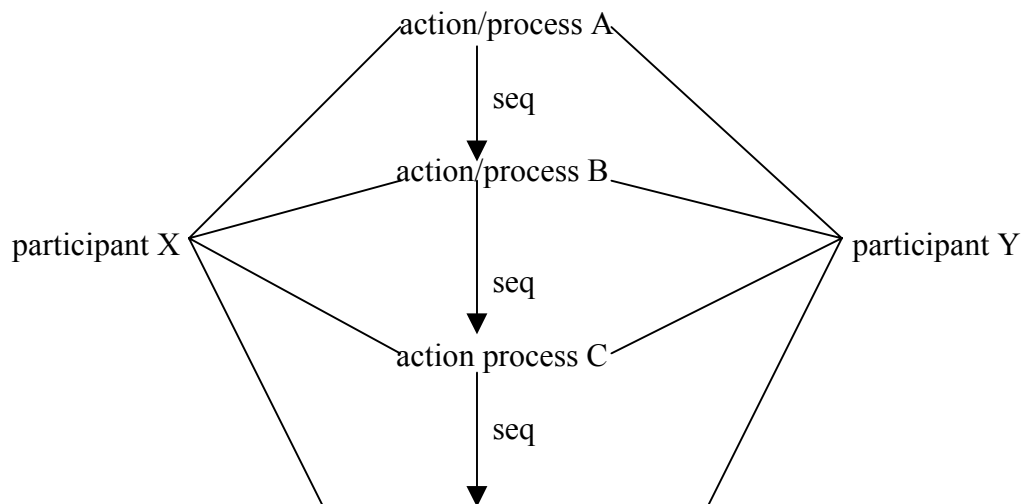 action/process A
seq
action/process B
participant X
participant Y
seq
action process C
seq